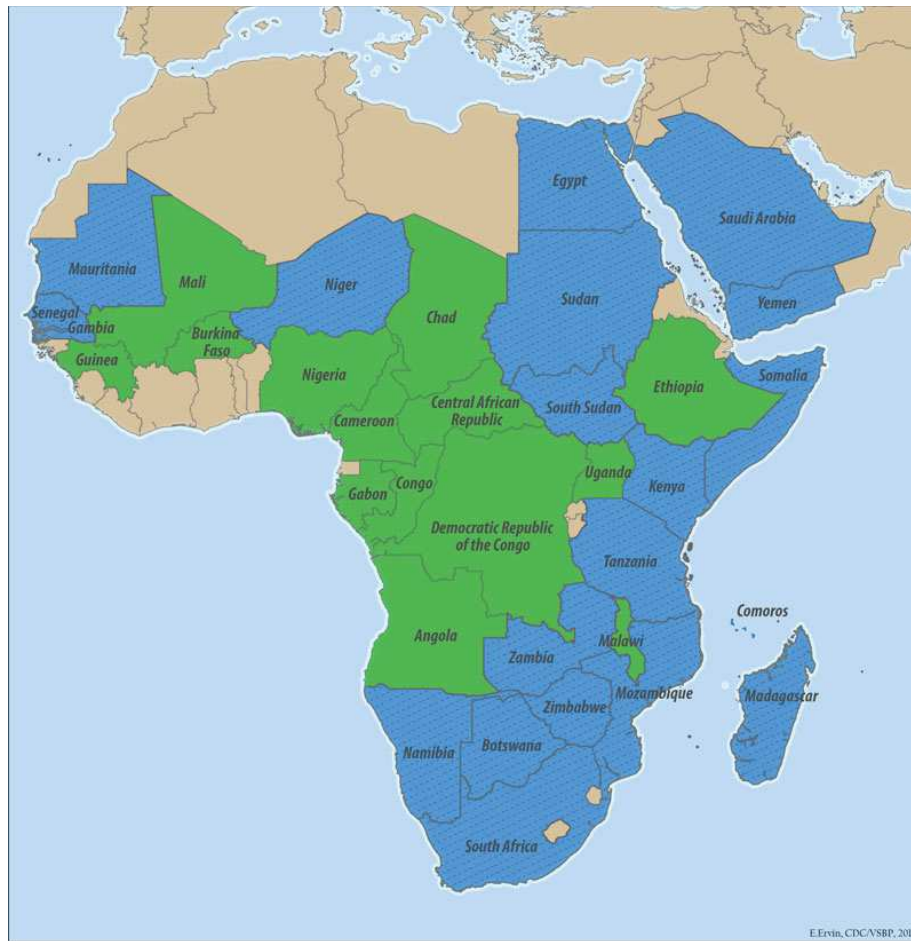 Egypt
Saudi Arabia
Mauritania
Mali
Niger
Sudan
Yemen
Senegal
Gambia
Chad
Burkina
Faso
Guinea
Nigeria
Ethiopia
Somalia
Central African
Republic
South Sudan
Cameroon
Uganda
Kenya
Congo
Gabon
Democratic Republic
of the Congo
Tanzania
Comoros
Angola
Malawi
Zambia
Mozambique
Madagascar
Zimbabwe
Namibia
Botswana
South Africa
E.Ervin, CDC/VSBP,